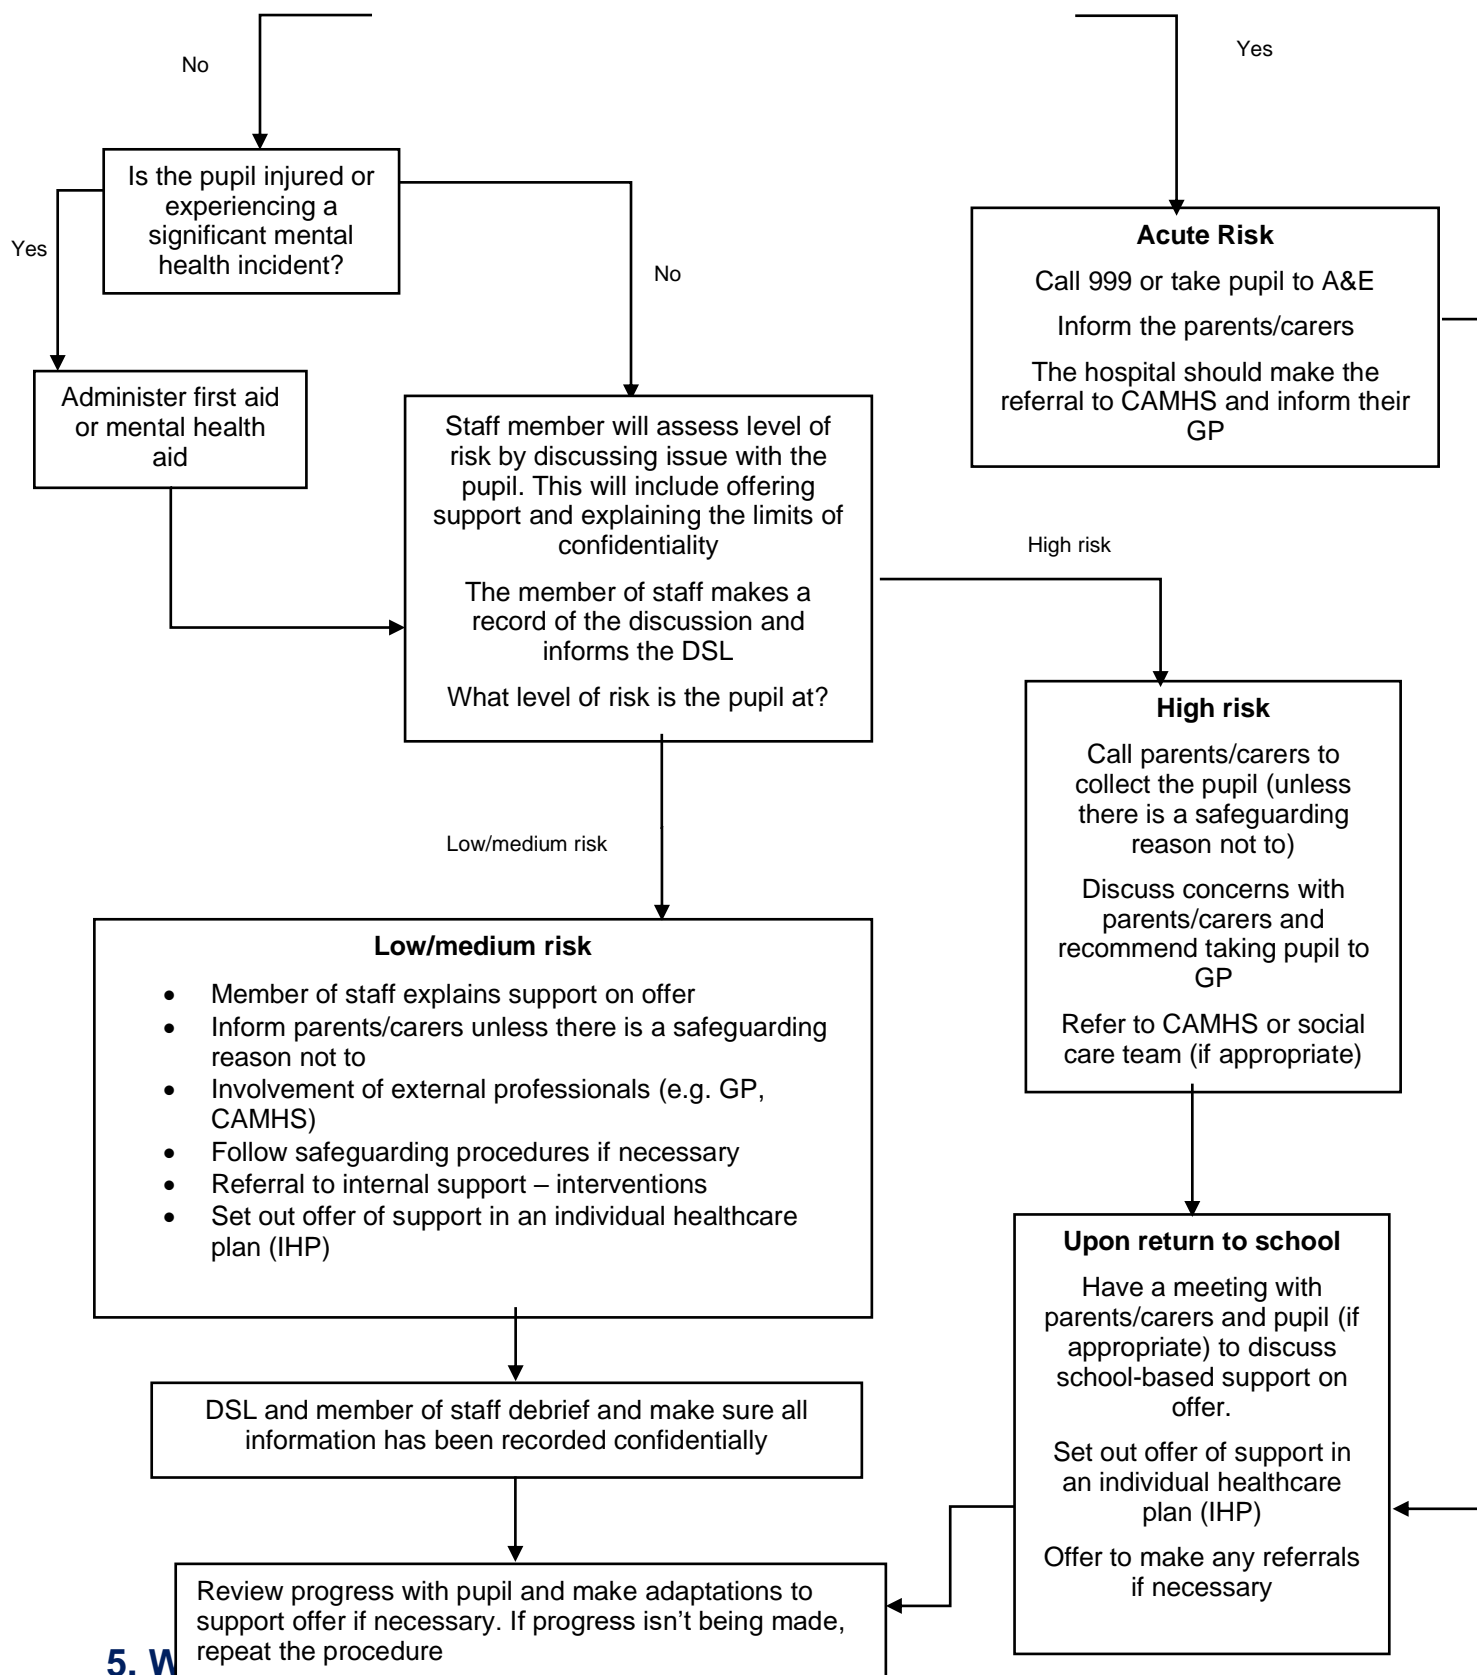 No
Yes
Is the pupil injured or
experiencing a
significant mental
health incident?
Yes
No
Acute Risk
Call 999 or take pupil to A&E
Inform the parents/carers
The hospital should make the
referral to CAMHS and inform their
GP
Administer first aid
or mental health
aid
Staff member will assess level of
risk by discussing issue with the
pupil. This will include offering
support and explaining the limits of
confidentiality
The member of staff makes a
record of the discussion and
informs the DSL
What level of risk is the pupil at?
High risk
High risk
Call parents/carers to
collect the pupil (unless
there is a safeguarding
reason not to)
Discuss concerns with
parents/carers and
recommend taking pupil to
GP
Refer to CAMHS or social
care team (if appropriate)
Low/medium risk
Low/medium risk
• Member of staff explains support on offer
• Inform parents/carers unless there is a safeguarding
reason not to
• Involvement of external professionals (e.g. GP,
CAMHS)
• Follow safeguarding procedures if necessary
• Referral to internal support – interventions
• Set out offer of support in an individual healthcare
plan (IHP)
Upon return to school
Have a meeting with
parents/carers and pupil (if
appropriate) to discuss
school-based support on
offer.
Set out offer of support in
an individual healthcare
plan (IHP)
Offer to make any referrals
if necessary
DSL and member of staff debrief and make sure all
information has been recorded confidentially
Review progress with pupil and make adaptations to
support offer if necessary. If progress isn’t being made,
repeat the procedure
5.